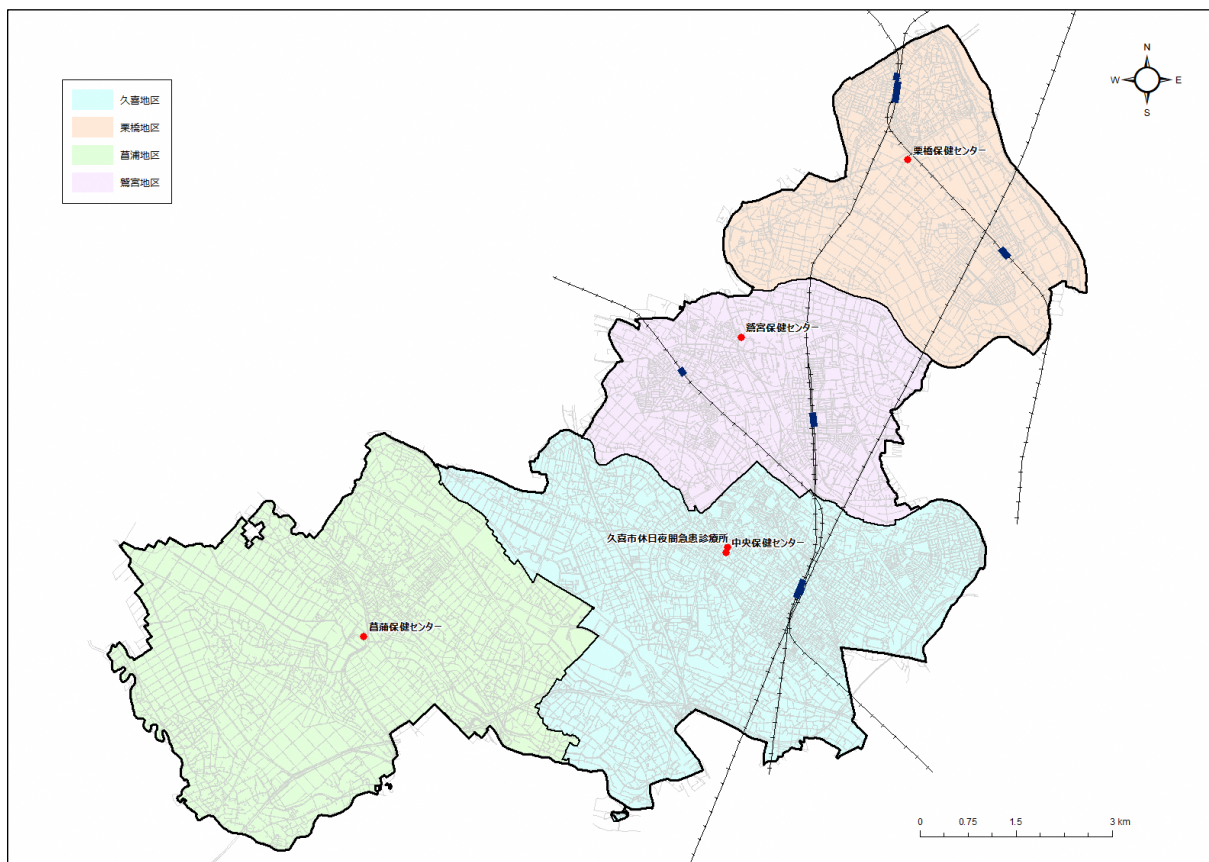 N
W
E
S
久喜地区
栗橋地区
菖蒲地区
鷲宮地区
栗橋保健センター
鷲宮保健センター
久喜市休日夜間急患診療所
中央保健センター
菖蒲保健センター
0 0.75 1.5 3 km